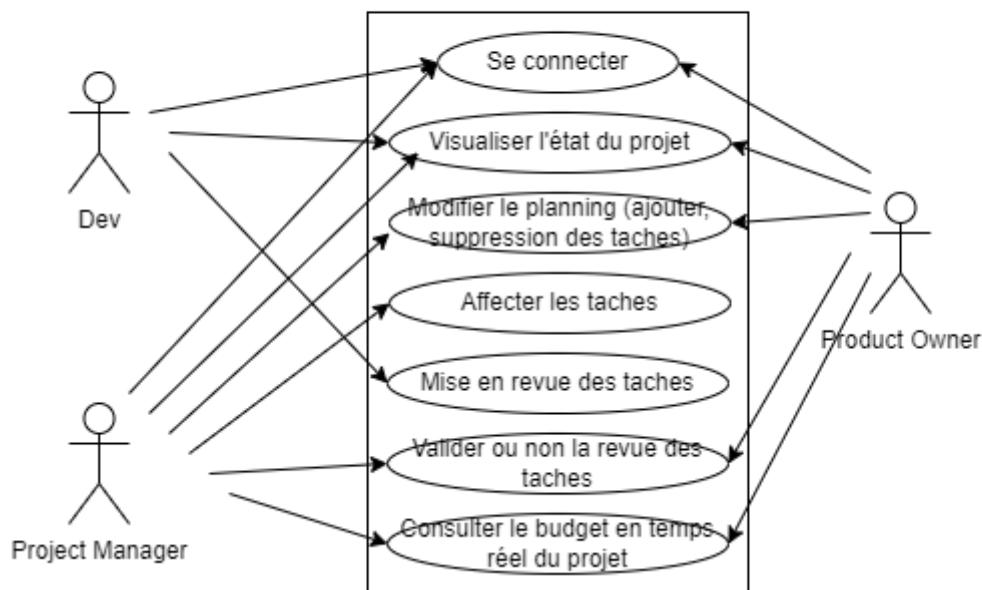 Se connecter
Dev
Visualiser l'état du projet
Modifier le planning (ajouter,
suppression des taches)
Affecter les taches
Product Owner
Mise en revue des taches
Valider ou non la revue des
taches
Project Manager
Consulter le budget en temps
réel du projet